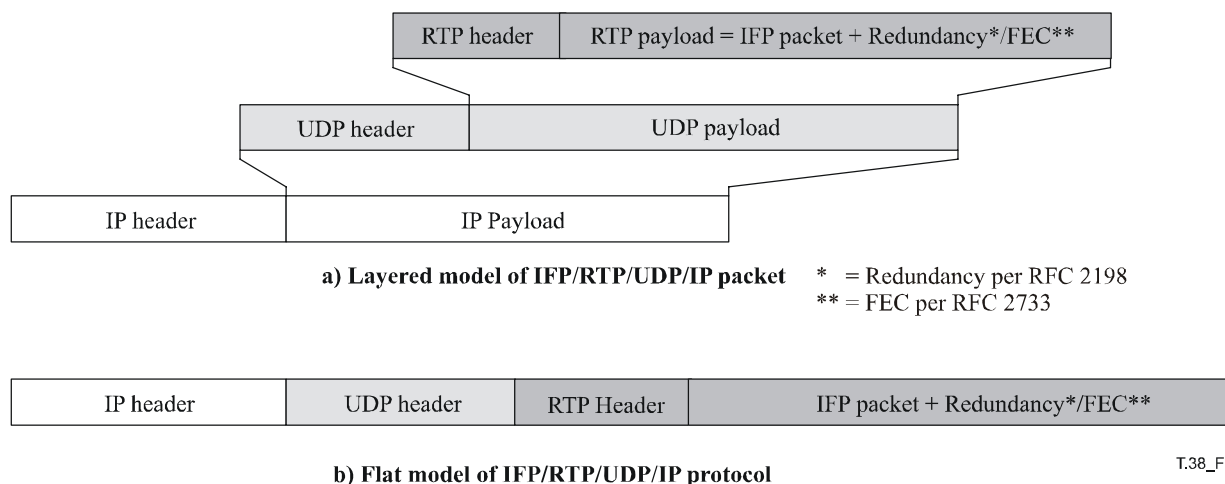 RTP header RTP payload = IFP packet + Redundancy*/FEC**
UDP header UDP payload
IP header IP Payload
a) Layered model of IFP/RTP/UDP/IP packet * = Redundancy per RFC 2198
** = FEC per RFC 2733
IP header UDP header RTP Header IFP packet + Redundancy*/FEC**
b) Flat model of IFP/RTP/UDP/IP protocol
T.38_F